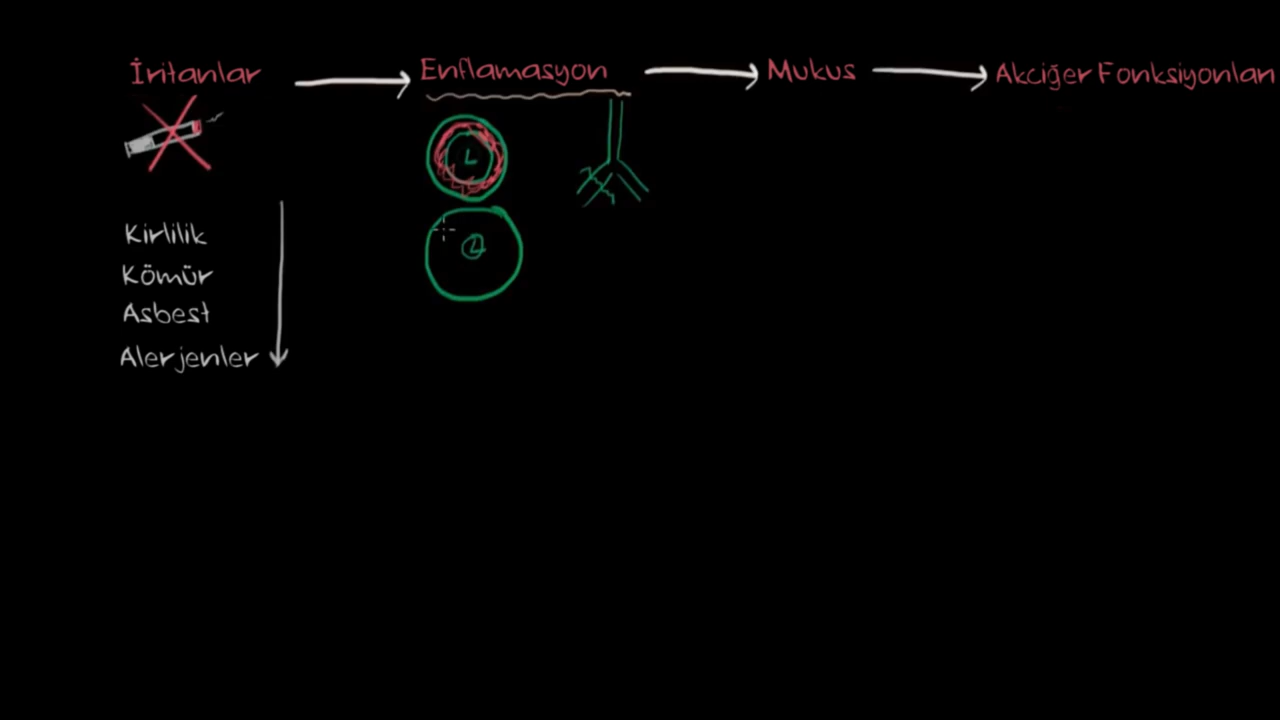 İritanlar
Enflamasyon
Mukus
Akciğer Fonksiyonları
L
L
Kirlilik
Kömür
Asbest
Alerjenler